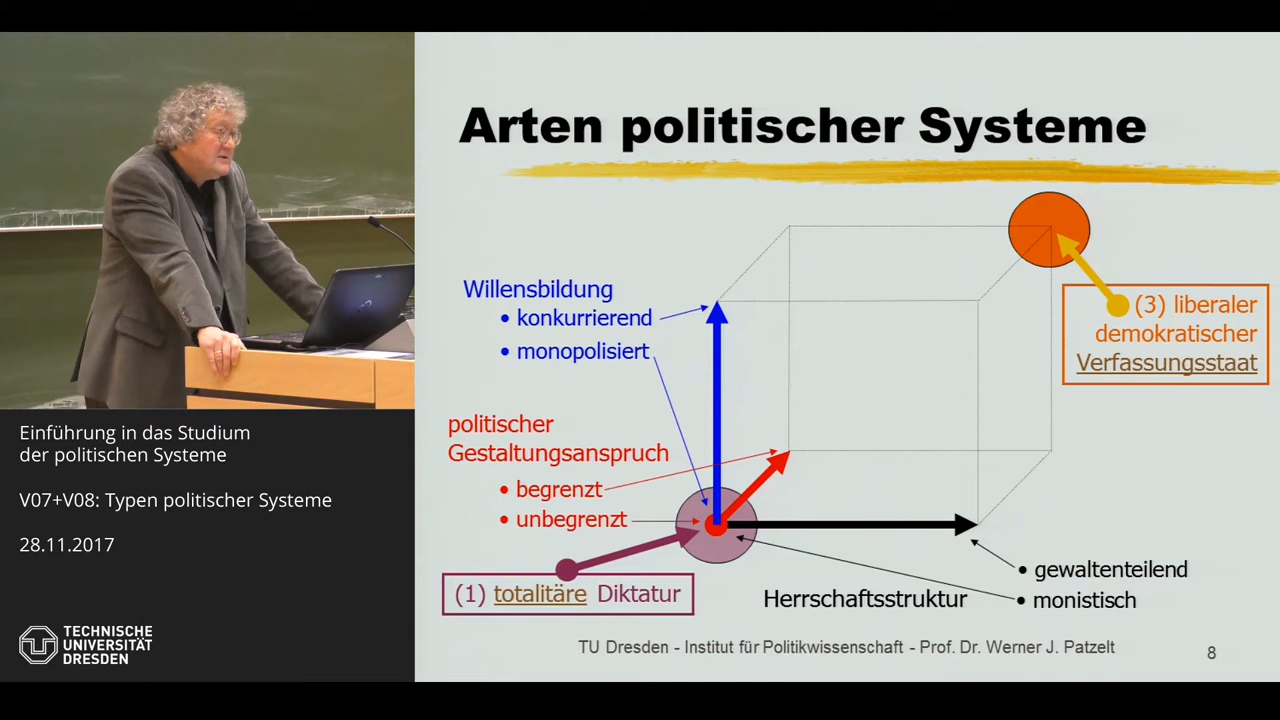 Arten politischer Systeme
Willensbildung
• konkurrierend
• monopolisiert
politischer
Gestaltungsanspruch
• begrenzt
• unbegrenzt
(1) totalitäre Diktatur
(3) liberaler
demokratischer
Verfassungsstaat
Herrschaftsstruktur
• gewaltenteilend
• monistisch
TU Dresden - Institut für Politikwissenschaft - Prof. Dr. Werner J. Patzelt
8
Einführung in das Studium
der politischen Systeme
V07+V08: Typen politischer Systeme
28.11.2017
TECHNISCHE
UNIVERSITÄT
DRESDEN